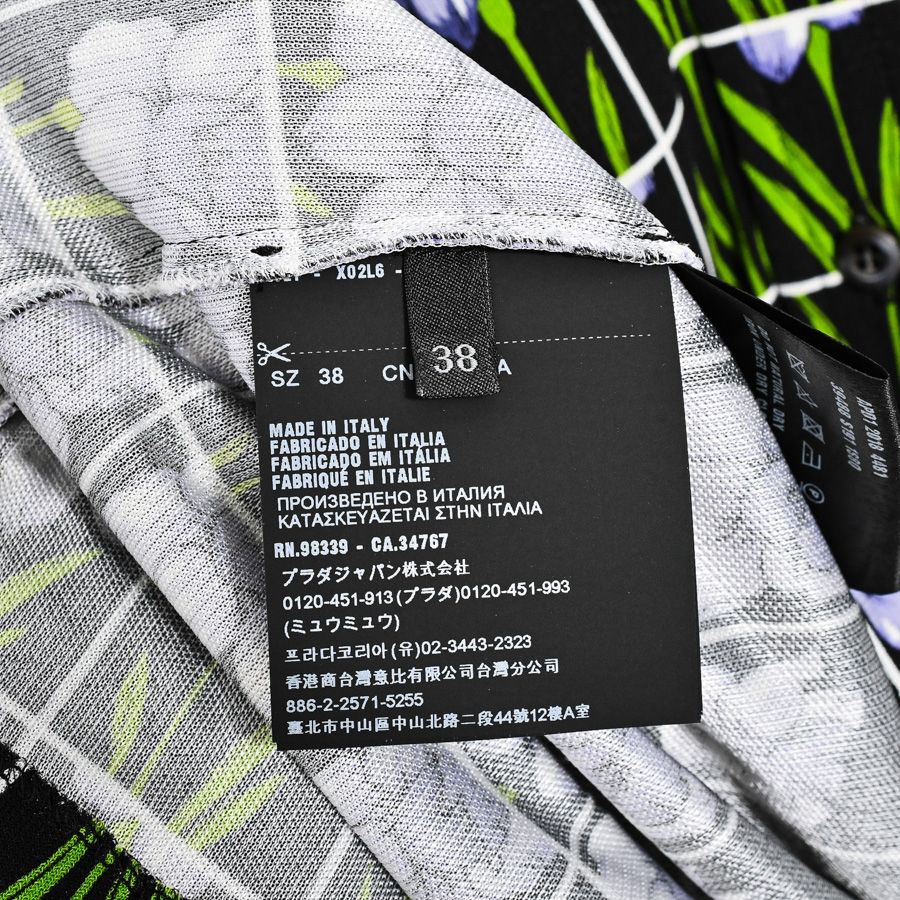 X02L6 -
38
SZ 38 CN A
MADE IN ITALY
FABRICADO EN ITALIA
FABRICADO EM ITÁLIA
FABRIQUÉ EN ITALIE
ПРОИЗВЕДЕНО В ИТАЛИЯ
ΚΑΤΑΣΚΕΥΑΖΕΤΑΙ ΣΤΗΝ ΙΤΑΛΙΑ
RN.98339 - CA.34767
プラダジャパン株式会社
0120-451-913(プラダ)0120-451-993
(ミュウミュウ)
프라다코리아(유)02-3443-2323
香港商台灣意比有限公司台灣分公司
886-2-2571-5255
臺北市中山區中山北路二段44號12樓A室